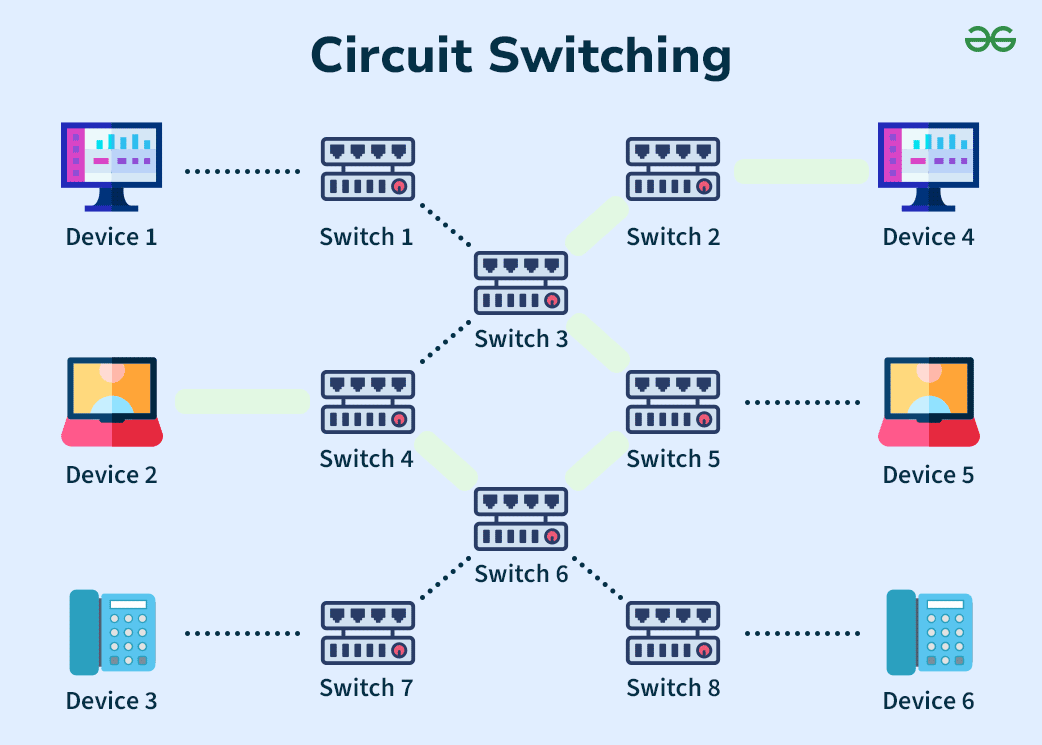 Circuit Switching
Device 1
Switch 1
Switch 2
Device 4
Switch 3
Device 2
Switch 4
Switch 5
Device 5
Switch 6
Device 3
Switch 7
Switch 8
Device 6